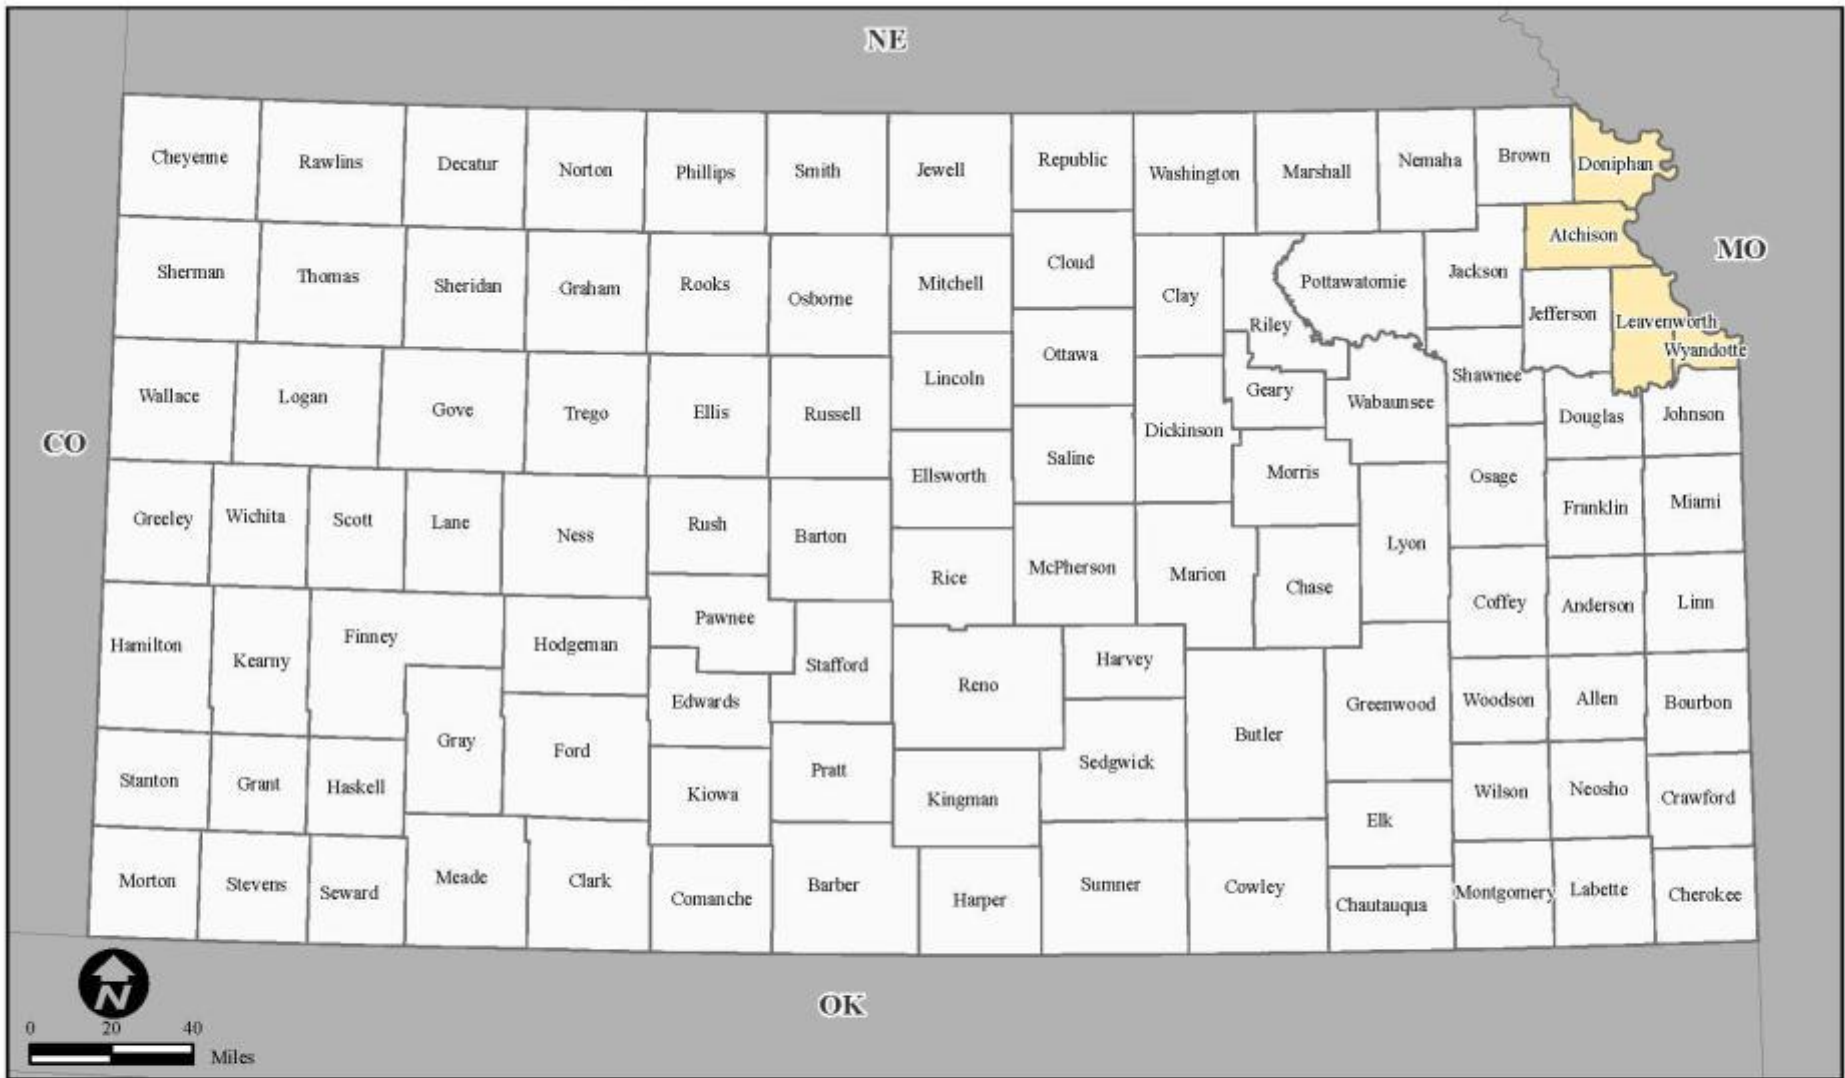 NE
Cheyenne
Rawlins
Decatur
Norton
Phillips
Smith
Jewell
Republic
Washington
Marshall
Nemaha
Brown
Doniphan
Atchison
MO
Sherman
Thomas
Sheridan
Graham
Rooks
Osborne
Mitchell
Cloud
Clay
Riley
Pottawatomie
Jackson
Jefferson
Leavenworth
Wyandotte
Wallace
Logan
Gove
Trego
Ellis
Russell
Lincoln
Ottawa
Dickinson
Geary
Wabaunsee
Shawnee
Douglas
Johnson
CO
Ellsworth
Saline
Morris
Osage
Franklin
Miami
Greeley
Wichita
Scott
Lane
Ness
Rush
Barton
Rice
McPherson
Marion
Chase
Lyon
Coffey
Anderson
Linn
Hamilton
Kearny
Finney
Hodgeman
Pawnee
Stafford
Edwards
Reno
Harvey
Greenwood
Woodson
Allen
Bourbon
Gray
Ford
Butler
Sedgwick
Stanton
Grant
Haskell
Kiowa
Pratt
Kingman
Elk
Wilson
Neosho
Crawford
Morton
Stevens
Seward
Meade
Clark
Comanche
Barber
Harper
Sumner
Cowley
Chautauqua
Montgomery
Labette
Cherokee
N
OK
0 20 40
Miles